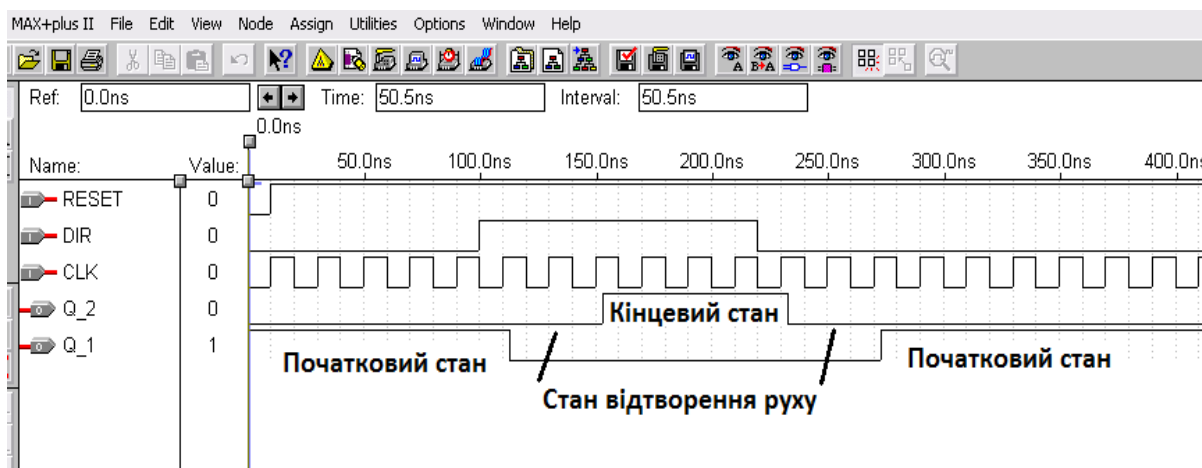 MAX+plus II File Edit View Node Assign Utilities Options Window Help
A B+A
Ref: 0.0ns Time: 50.5ns Interval: 50.5ns
0.0ns
Name: Value: 50.0ns 100.0ns 150.0ns 200.0ns 250.0ns 300.0ns 350.0ns 400.0ns
RESET 0
DIR 0
CLK 0
Q_2 0 Кінцевий стан
Q_1 1
Початковий стан Початковий стан
Стан відтворення руху